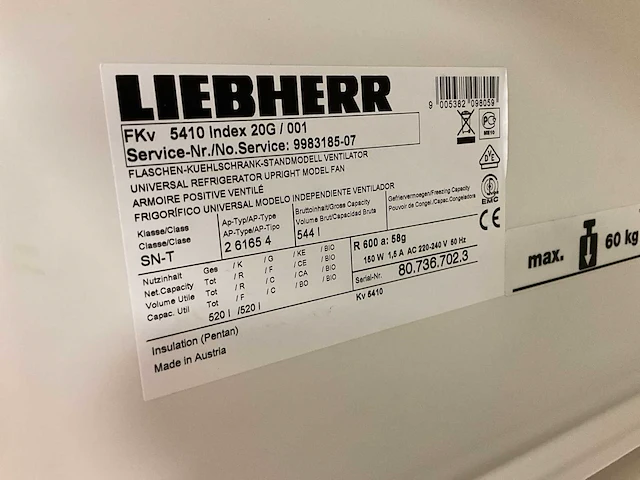 LIEBHERR
9 005382 098059
FKv 5410 Index 20G / 001
Service-Nr./No.Service: 9983185-07
FLASCHEN-KUEHLSCHRANK-STANDMODELL VENTILATOR
UNIVERSAL REFRIGERATOR UPRIGHT MODEL FAN
ARMOIRE POSITIVE VENTILÉ
FRIGORÍFICO UNIVERSAL MODELO INDEPENDIENTE VENTILADOR
Klasse/Class
Classe/Clase
SN-T
Ap-Typ/AP-Type
AP-Type/AP-Tipo
2 6165 4
Bruttoinhalt/Gross Capacity
Volume Brut/Capacidad Bruta
544 l
Gefriervermoegen/Freezing Capacity
Pouvoir de Congel./Capac.Congeladora
Nutzinhalt Ges / K / G / KE / BIO
Net.Capacity Tot / R / F / CE / BIO
Volume Utile Tot / R / C / CA / BIO
Capac. Util Tot / F / C / BO / BIO
520 l /520 l
R 600 a: 58g
150 W 1,5 A AC 220-240 V 50 Hz
Serial-Nr. 80.736.702.3
Kv 5410
Insulation (Pentan)
Made in Austria
EMC
CE
max. 60 kg